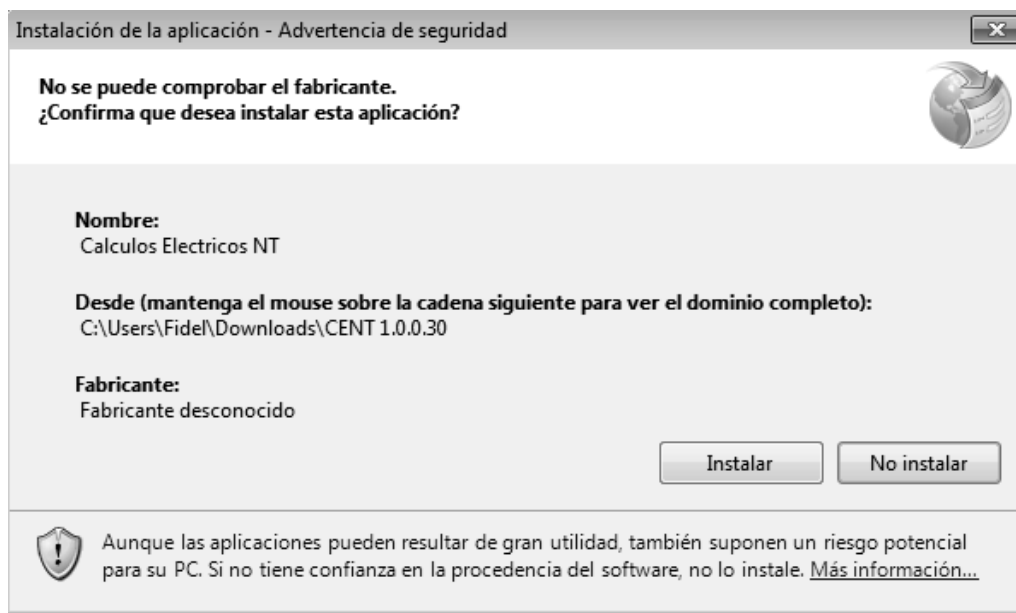 Instalación de la aplicación - Advertencia de seguridad
No se puede comprobar el fabricante.
¿Confirma que desea instalar esta aplicación?
Nombre:
Calculos Electricos NT
Desde (mantenga el mouse sobre la cadena siguiente para ver el dominio completo):
C:\Users\Fidel\Downloads\CENT 1.0.0.30
Fabricante:
Fabricante desconocido
Instalar
No instalar
Aunque las aplicaciones pueden resultar de gran utilidad, también suponen un riesgo potencial
para su PC. Si no tiene confianza en la procedencia del software, no lo instale. Más información...